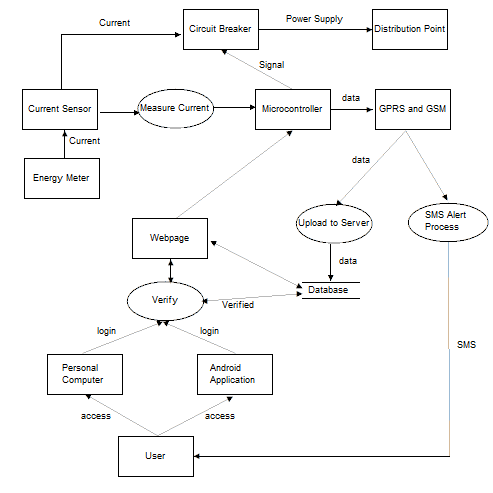 Current
Circuit Breaker
Power Supply
Distribution Point
Signal
Current Sensor
Measure Current
Microcontroller
data
GPRS and GSM
Current
Energy Meter
data
Upload to Server
SMS Alert
Process
Webpage
data
Database
Verify
Verified
login
login
SMS
Personal
Computer
Android
Application
access
access
User